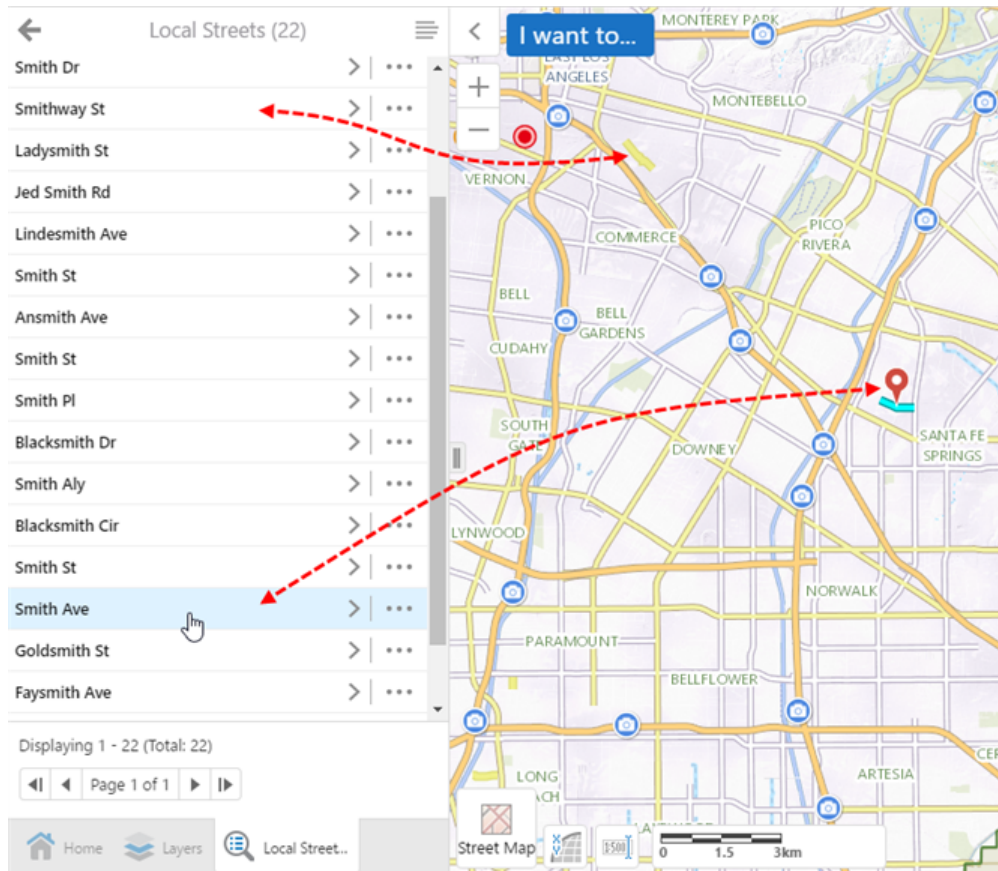 Local Streets (22)
Smith Dr
Smithway St
Ladysmith St
Jed Smith Rd
Lindesmith Ave
Smith St
Ansmith Ave
Smith St
Smith Pl
Blacksmith Dr
Smith Aly
Blacksmith Cir
Smith St
Smith Ave
Goldsmith St
Faysmith Ave
Displaying 1 - 22 (Total: 22)
Page 1 of 1
Home
Layers
Local Street...
I want to...
MONTEREY PARK
EAST LOS
ANGELES
MONTEBELLO
VERNON
PICO
RIVERA
COMMERCE
BELL
BELL
GARDENS
CUDAHY
SOUTH
GATE
DOWNEY
SANTA FE
SPRINGS
LYNWOOD
NORWALK
PARAMOUNT
BELLFLOWER
ARTESIA
CER
LONG
ACH
Street Map
X
Y
1:500
0 1.5 3km